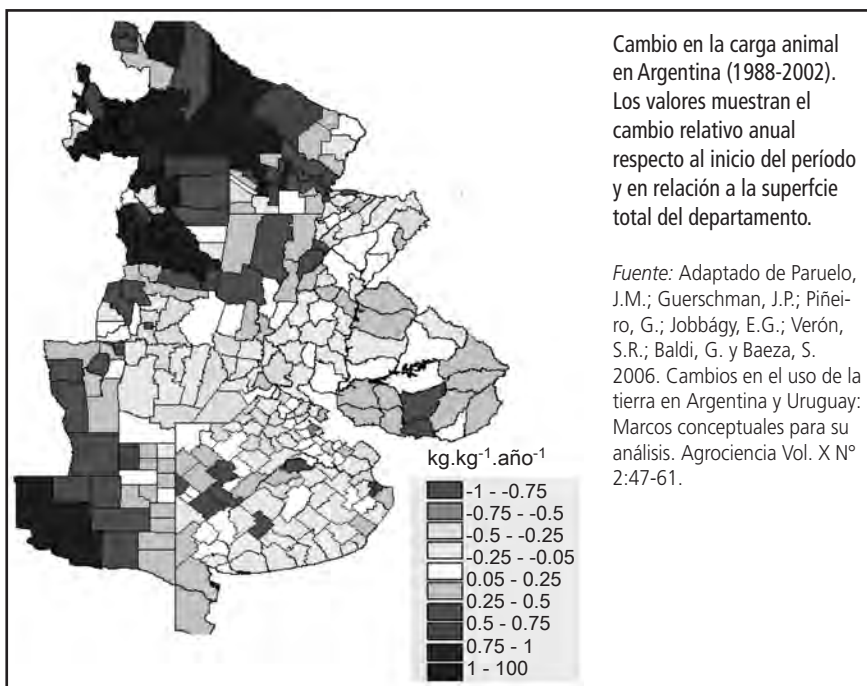 Cambio en la carga animal
en Argentina (1988-2002).
Los valores muestran el
cambio relativo anual
respecto al inicio del período
y en relación a la superfcie
total del departamento.
Fuente: Adaptado de Paruelo,
J.M.; Guerschman, J.P.; Piñei-
ro, G.; Jobbágy, E.G.; Verón,
S.R.; Baldi, G. y Baeza, S.
2006. Cambios en el uso de la
tierra en Argentina y Uruguay:
Marcos conceptuales para su
análisis. Agrociencia Vol. X N°
2:47-61.
kg.kg⁻¹.año⁻¹
-1 - -0.75
-0.75 - -0.5
-0.5 - -0.25
-0.25 - -0.05
0.05 - 0.25
0.25 - 0.5
0.5 - 0.75
0.75 - 1
1 - 100